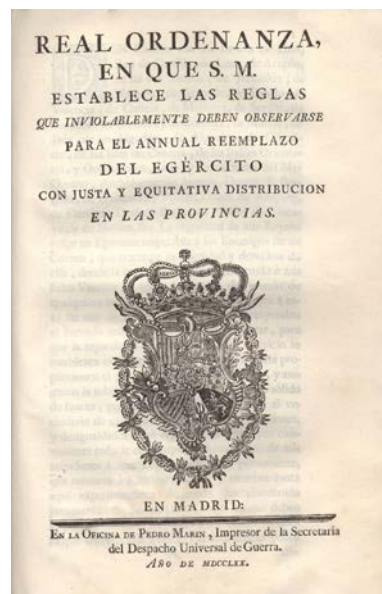 REAL ORDENANZA,
EN QUE S. M.
ESTABLECE LAS REGLAS
QUE INVIOLABLEMENTE DEBEN OBSERVARSE
PARA EL ANNUAL REEMPLAZO
DEL EGÉRCITO
CON JUSTA Y EQUITATIVA DISTRIBUCION
EN LAS PROVINCIAS.
EN MADRID:
EN LA OFICINA DE PEDRO MARIN, Impresor de la Secretaría
del Despacho Universal de Guerra.
AÑO DE MDCCLXX.